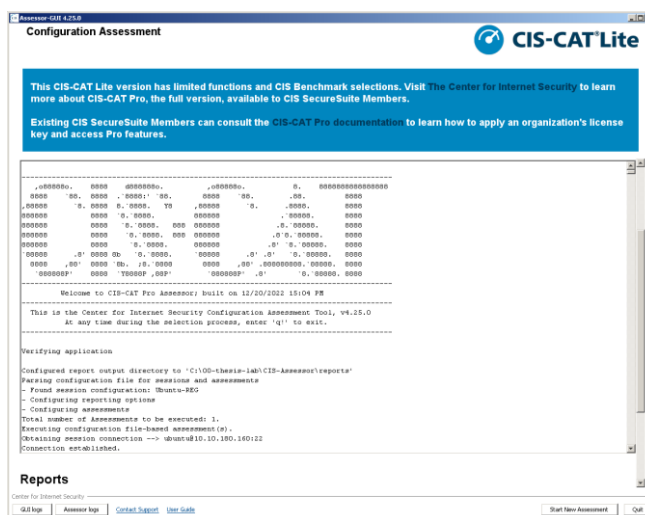 Assessor-GUI 4.25.0
Configuration Assessment
CIS-CAT®Lite
This CIS-CAT Lite version has limited functions and CIS Benchmark selections. Visit The Center for Internet Security to learn
more about CIS-CAT Pro, the full version, available to CIS SecureSuite Members.
Existing CIS SecureSuite Members can consult the CIS-CAT Pro documentation to learn how to apply an organization's license
key and access Pro features.
Welcome to CIS-CAT Pro Assessor; built on 12/20/2022 15:04 PM
This is the Center for Internet Security Configuration Assessment Tool, v4.25.0
At any time during the selection process, enter 'q!' to exit.
Verifying application
Configured report output directory to 'C:\OD-thesis-lab\CIS-Assessor\reports'
Parsing configuration file for sessions and assessments
- Found session configuration: Ubuntu-REG
- Configuring reporting options
- Configuring assessments
Total number of Assessments to be executed: 1.
Executing configuration file-based assessment(s).
Obtaining session connection --> ubuntu@10.10.180.160:22
Connection established.
Reports
Center for Internet Security
GUI logs Assessor logs Contact Support User Guide Start New Assessment Quit